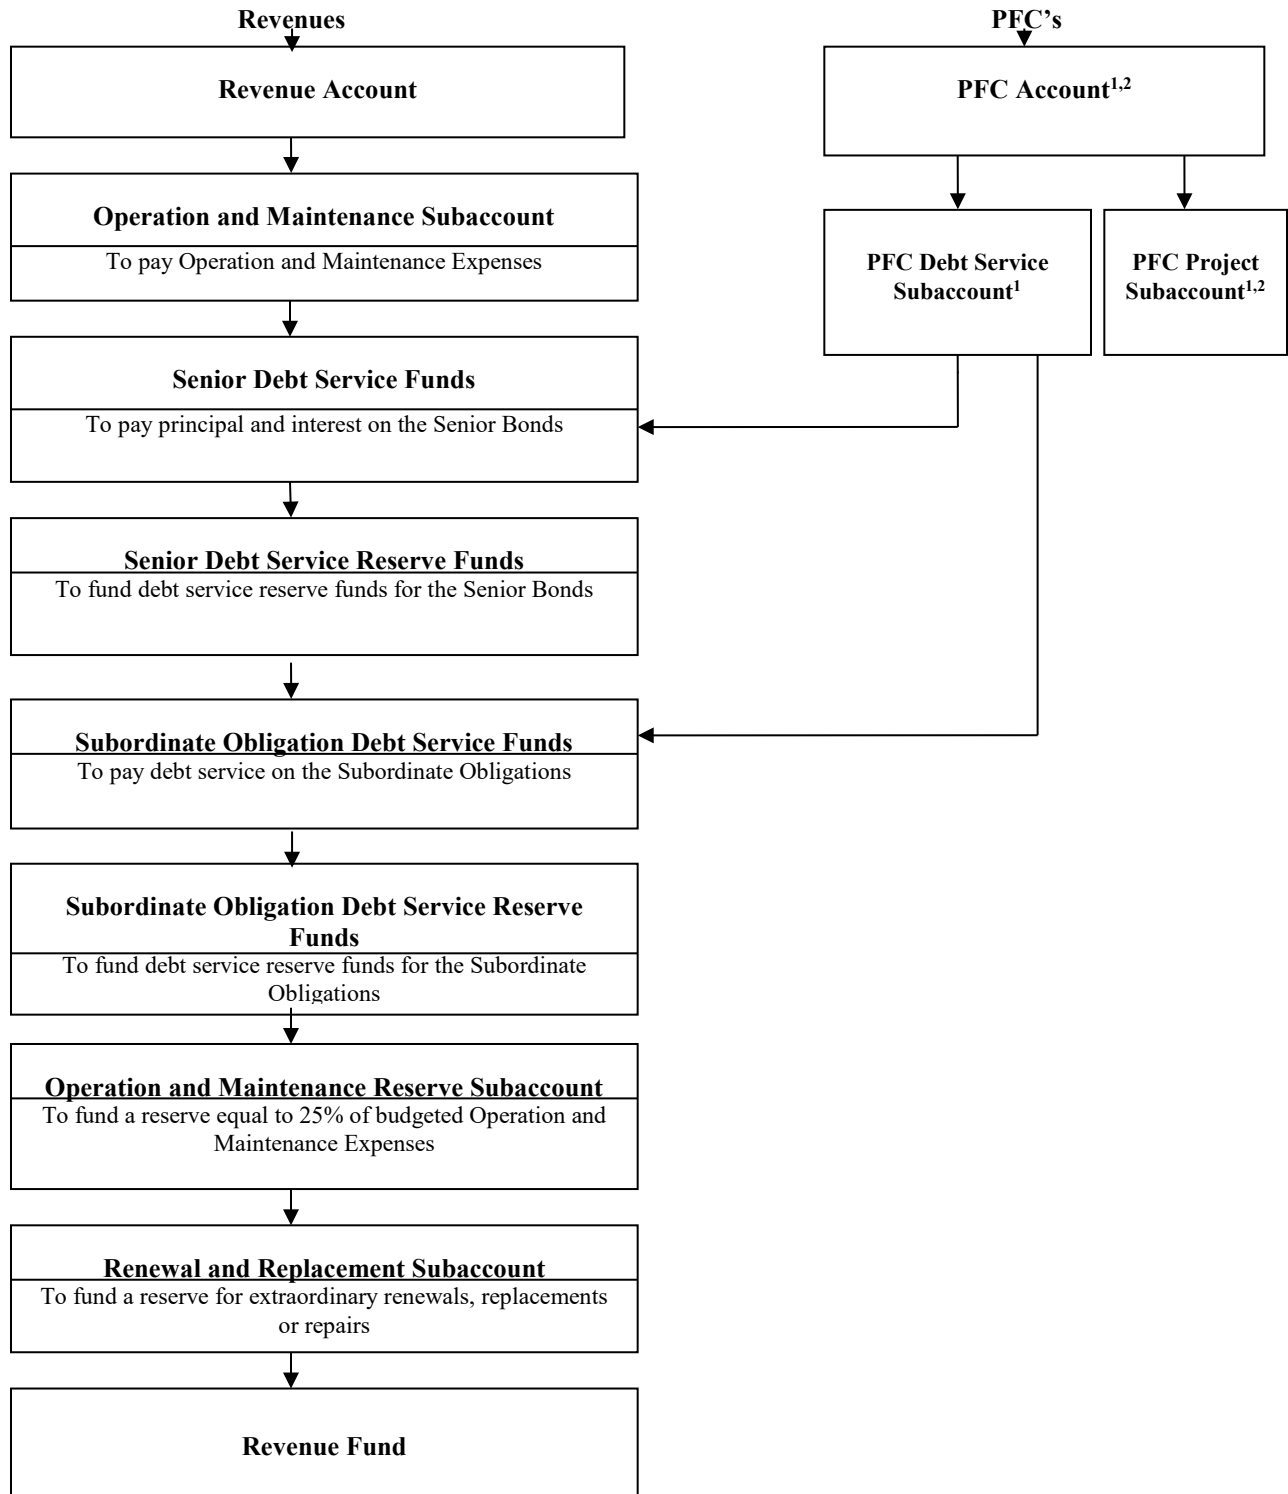 Revenues
PFC’s
Revenue Account
PFC Account1,2
Operation and Maintenance Subaccount
To pay Operation and Maintenance Expenses
PFC Debt Service
Subaccount1
PFC Project
Subaccount1,2
Senior Debt Service Funds
To pay principal and interest on the Senior Bonds
Senior Debt Service Reserve Funds
To fund debt service reserve funds for the Senior Bonds
Subordinate Obligation Debt Service Funds
To pay debt service on the Subordinate Obligations
Subordinate Obligation Debt Service Reserve
Funds
To fund debt service reserve funds for the Subordinate
Obligations
Operation and Maintenance Reserve Subaccount
To fund a reserve equal to 25% of budgeted Operation and
Maintenance Expenses
Renewal and Replacement Subaccount
To fund a reserve for extraordinary renewals, replacements
or repairs
Revenue Fund